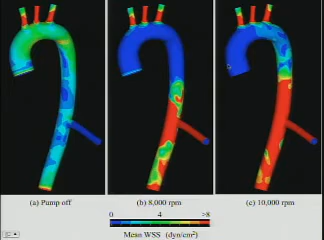 (a) Pump off
(b) 8,000 rpm
(c) 10,000 rpm
0 4 >8
Mean WSS (dyn/cm²)